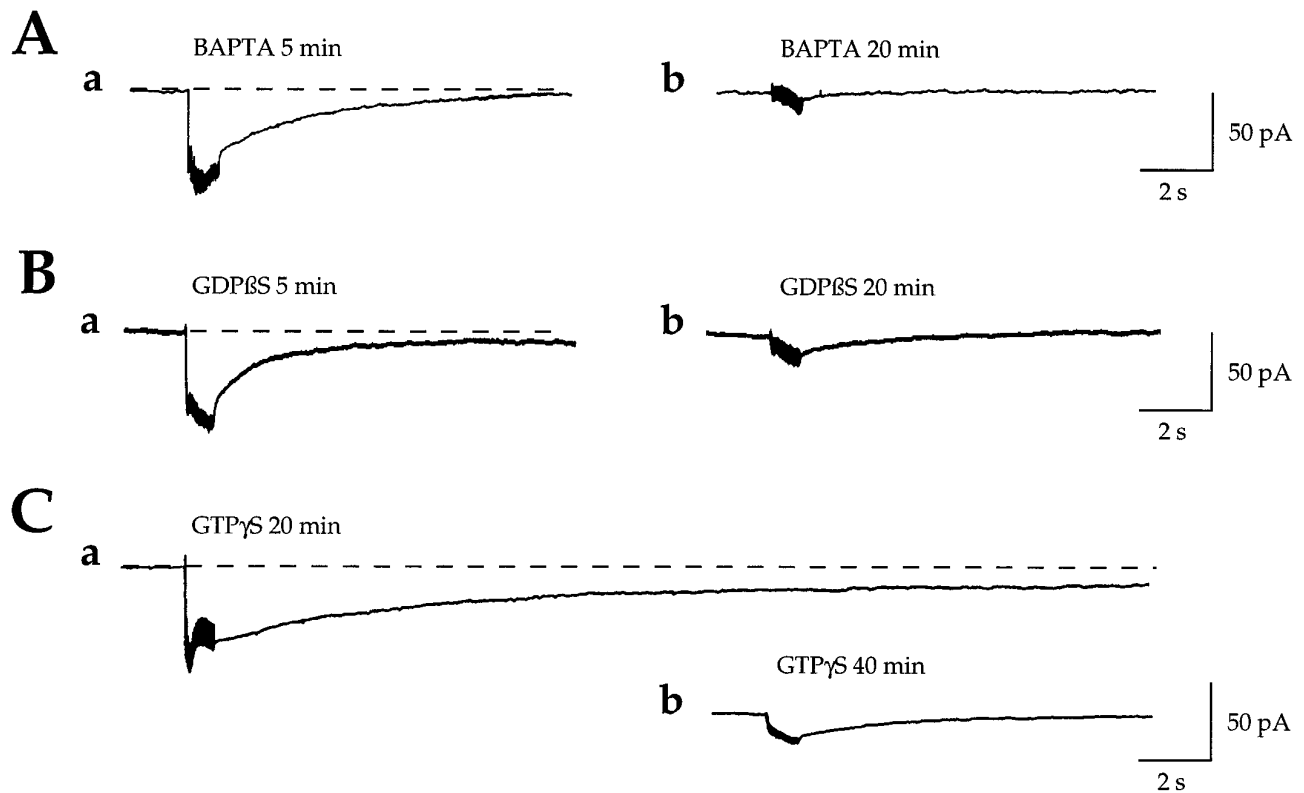 A
BAPTA 5 min
a
BAPTA 20 min
b
50 pA
2 s
B
GDPßS 5 min
a
GDPßS 20 min
b
50 pA
2 s
C
GTPγS 20 min
a
GTPγS 40 min
b
50 pA
2 s